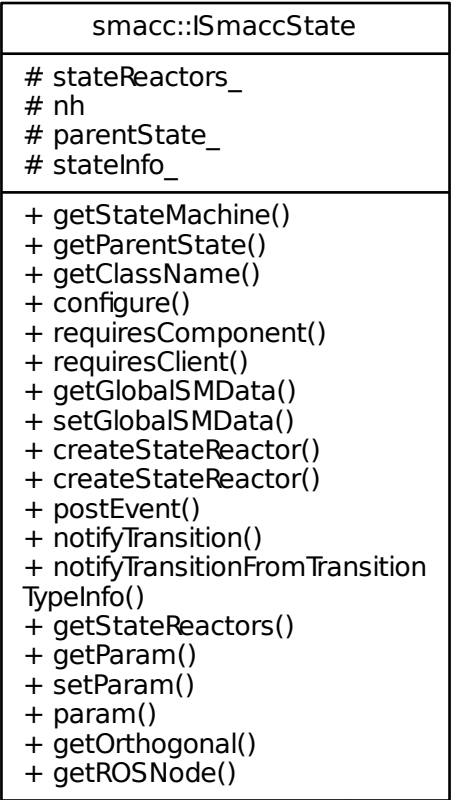 smacc::ISmaccState
# stateReactors_
# nh
# parentState_
# stateInfo_
+ getStateMachine()
+ getParentState()
+ getClassName()
+ configure()
+ requiresComponent()
+ requiresClient()
+ getGlobalSMData()
+ setGlobalSMData()
+ createStateReactor()
+ createStateReactor()
+ postEvent()
+ notifyTransition()
+ notifyTransitionFromTransition
TypeInfo()
+ getStateReactors()
+ getParam()
+ setParam()
+ param()
+ getOrthogonal()
+ getROSNode()